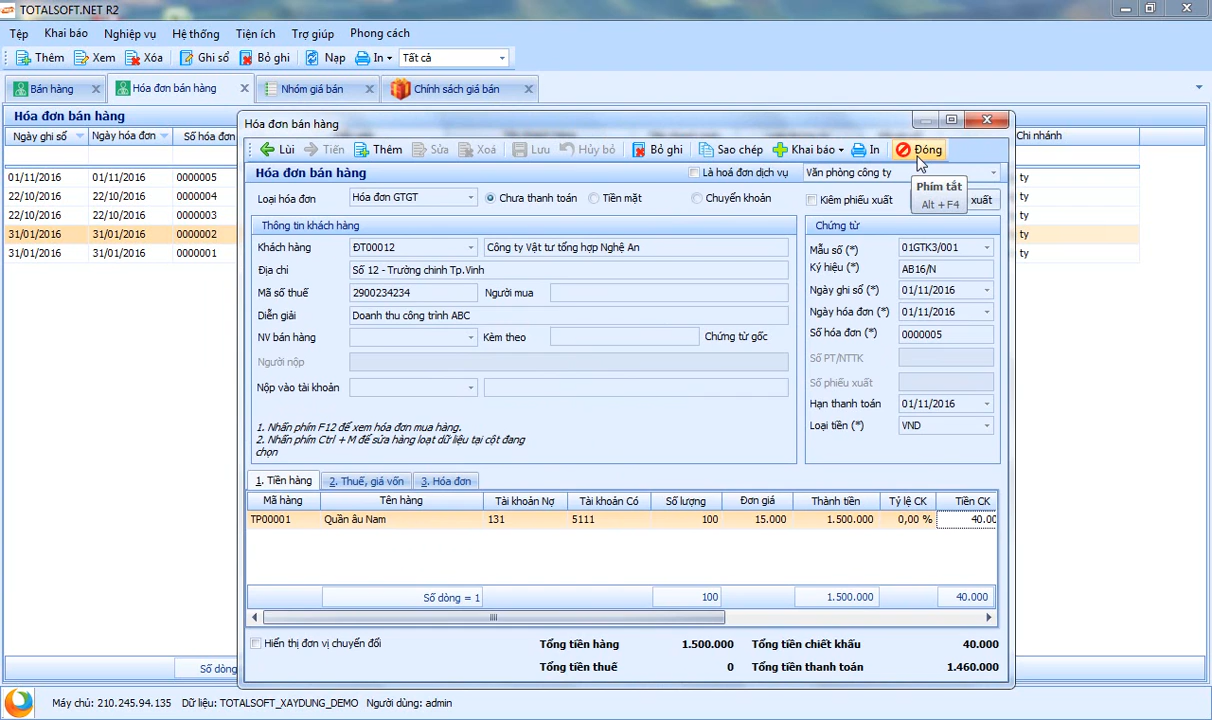 TOTALSOFT.NET R2
Tệp Khai báo Nghiệp vụ Hệ thống Tiện ích Trợ giúp Phong cách
Thêm Xem Xóa Ghi sổ Bỏ ghi Nạp In Tất cả
Bán hàng Hóa đơn bán hàng Nhóm giá bán Chính sách giá bán
Hóa đơn bán hàng
Ngày ghi sổ Ngày hóa đơn Số hóa đơn Chi nhánh
01/11/2016 01/11/2016 0000005 ty
22/10/2016 22/10/2016 0000004 ty
22/10/2016 22/10/2016 0000003 ty
31/01/2016 31/01/2016 0000002 ty
31/01/2016 31/01/2016 0000001 ty
Số dòng
Hóa đơn bán hàng
Lùi Tiến Thêm Sửa Xoá Lưu Hủy bỏ Bỏ ghi Sao chép Khai báo In Đóng
Hóa đơn bán hàng Là hoá đơn dịch vụ Văn phòng công ty
Phím tắt
Alt + F4
Loại hóa đơn Hóa đơn GTGT Chưa thanh toán Tiền mặt Chuyển khoản Kiêm phiếu xuất xuất
Thông tin khách hàng
Khách hàng ĐT00012 Công ty Vật tư tổng hợp Nghệ An
Địa chỉ Số 12 - Trường chinh Tp.Vinh
Mã số thuế 2900234234 Người mua
Diễn giải Doanh thu công trình ABC
NV bán hàng Kèm theo Chứng từ gốc
Người nộp
Nộp vào tài khoản
1. Nhấn phím F12 để xem hóa đơn mua hàng.
2. Nhấn phím Ctrl + M để sửa hàng loạt dữ liệu tại cột đang
chọn
Chứng từ
Mẫu số (*) 01GTK3/001
Ký hiệu (*) AB16/N
Ngày ghi sổ (*) 01/11/2016
Ngày hóa đơn (*) 01/11/2016
Số hóa đơn (*) 0000005
Số PT/NTTK
Số phiếu xuất
Hạn thanh toán 01/11/2016
Loại tiền (*) VND
1. Tiền hàng 2. Thuế, giá vốn 3. Hóa đơn
Mã hàng Tên hàng Tài khoản Nợ Tài khoản Có Số lượng Đơn giá Thành tiền Tỷ lệ CK Tiền CK
TP00001 Quần âu Nam 131 5111 100 15.000 1.500.000 0,00 % 40.00
Số dòng = 1 100 1.500.000 40.000
Hiển thị đơn vị chuyển đổi Tổng tiền hàng 1.500.000 Tổng tiền chiết khấu 40.000
Tổng tiền thuế 0 Tổng tiền thanh toán 1.460.000
Máy chủ: 210.245.94.135 Dữ liệu: TOTALSOFT_XAYDUNG_DEMO Người dùng: admin